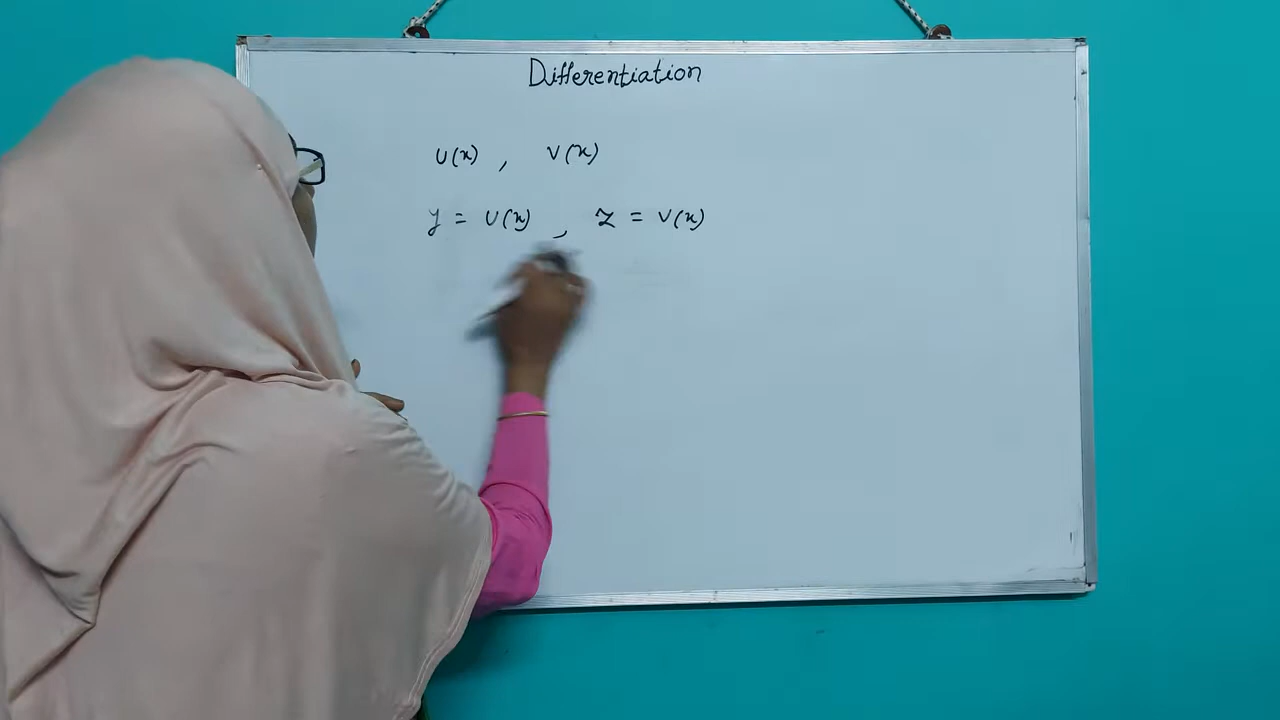 Differentiation
U(x) , V(x)
y = U(x) , z = V(x)